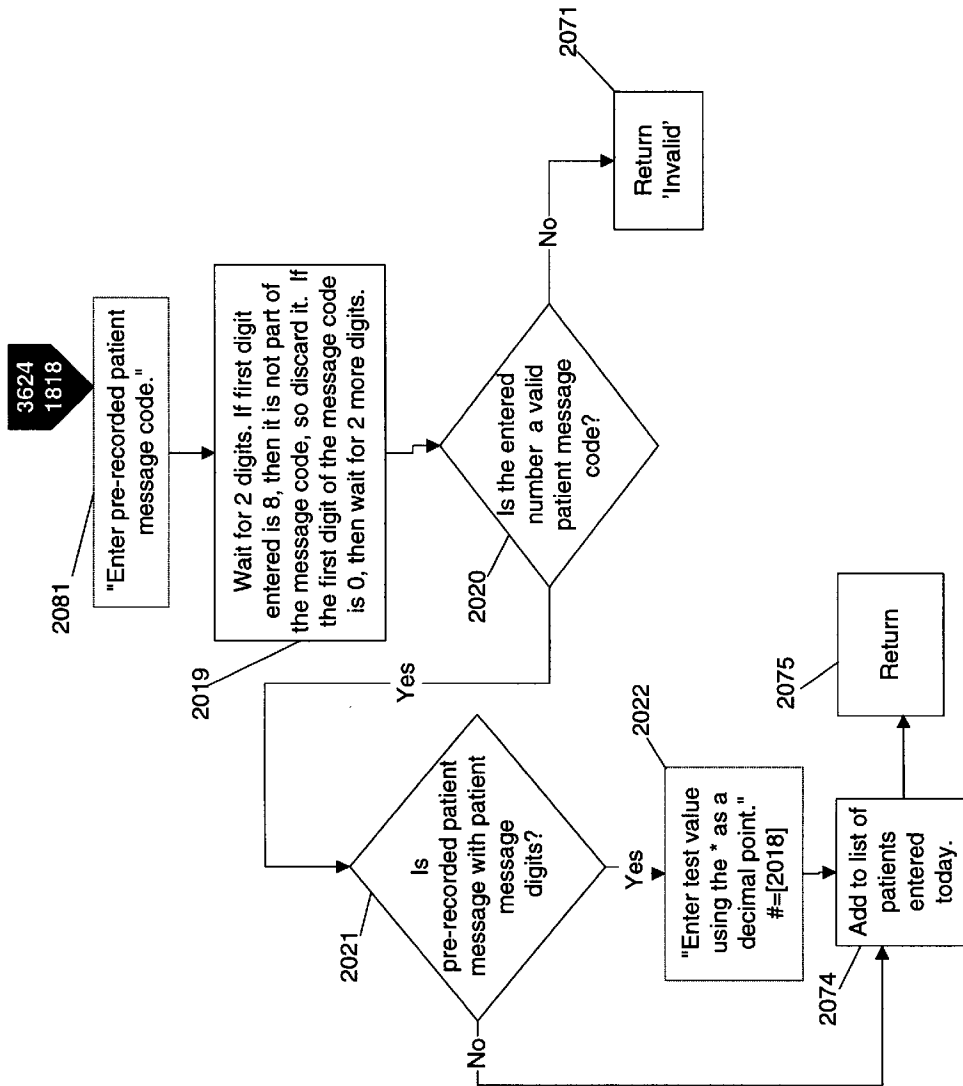 3624
1818
2081
"Enter pre-recorded patient
message code."
2019
Wait for 2 digits. If first digit
entered is 8, then it is not part of
the message code, so discard it. If
the first digit of the message code
is 0, then wait for 2 more digits.
2020
Is the entered
number a valid
patient message
code?
No
2071
Return
'Invalid'
Yes
2021
Is
pre-recorded patient
message with patient
message
digits?
Yes
2022
"Enter test value
using the * as a
decimal point."
#=[2018]
No
2074
Add to list of
patients
entered
today.
2075
Return